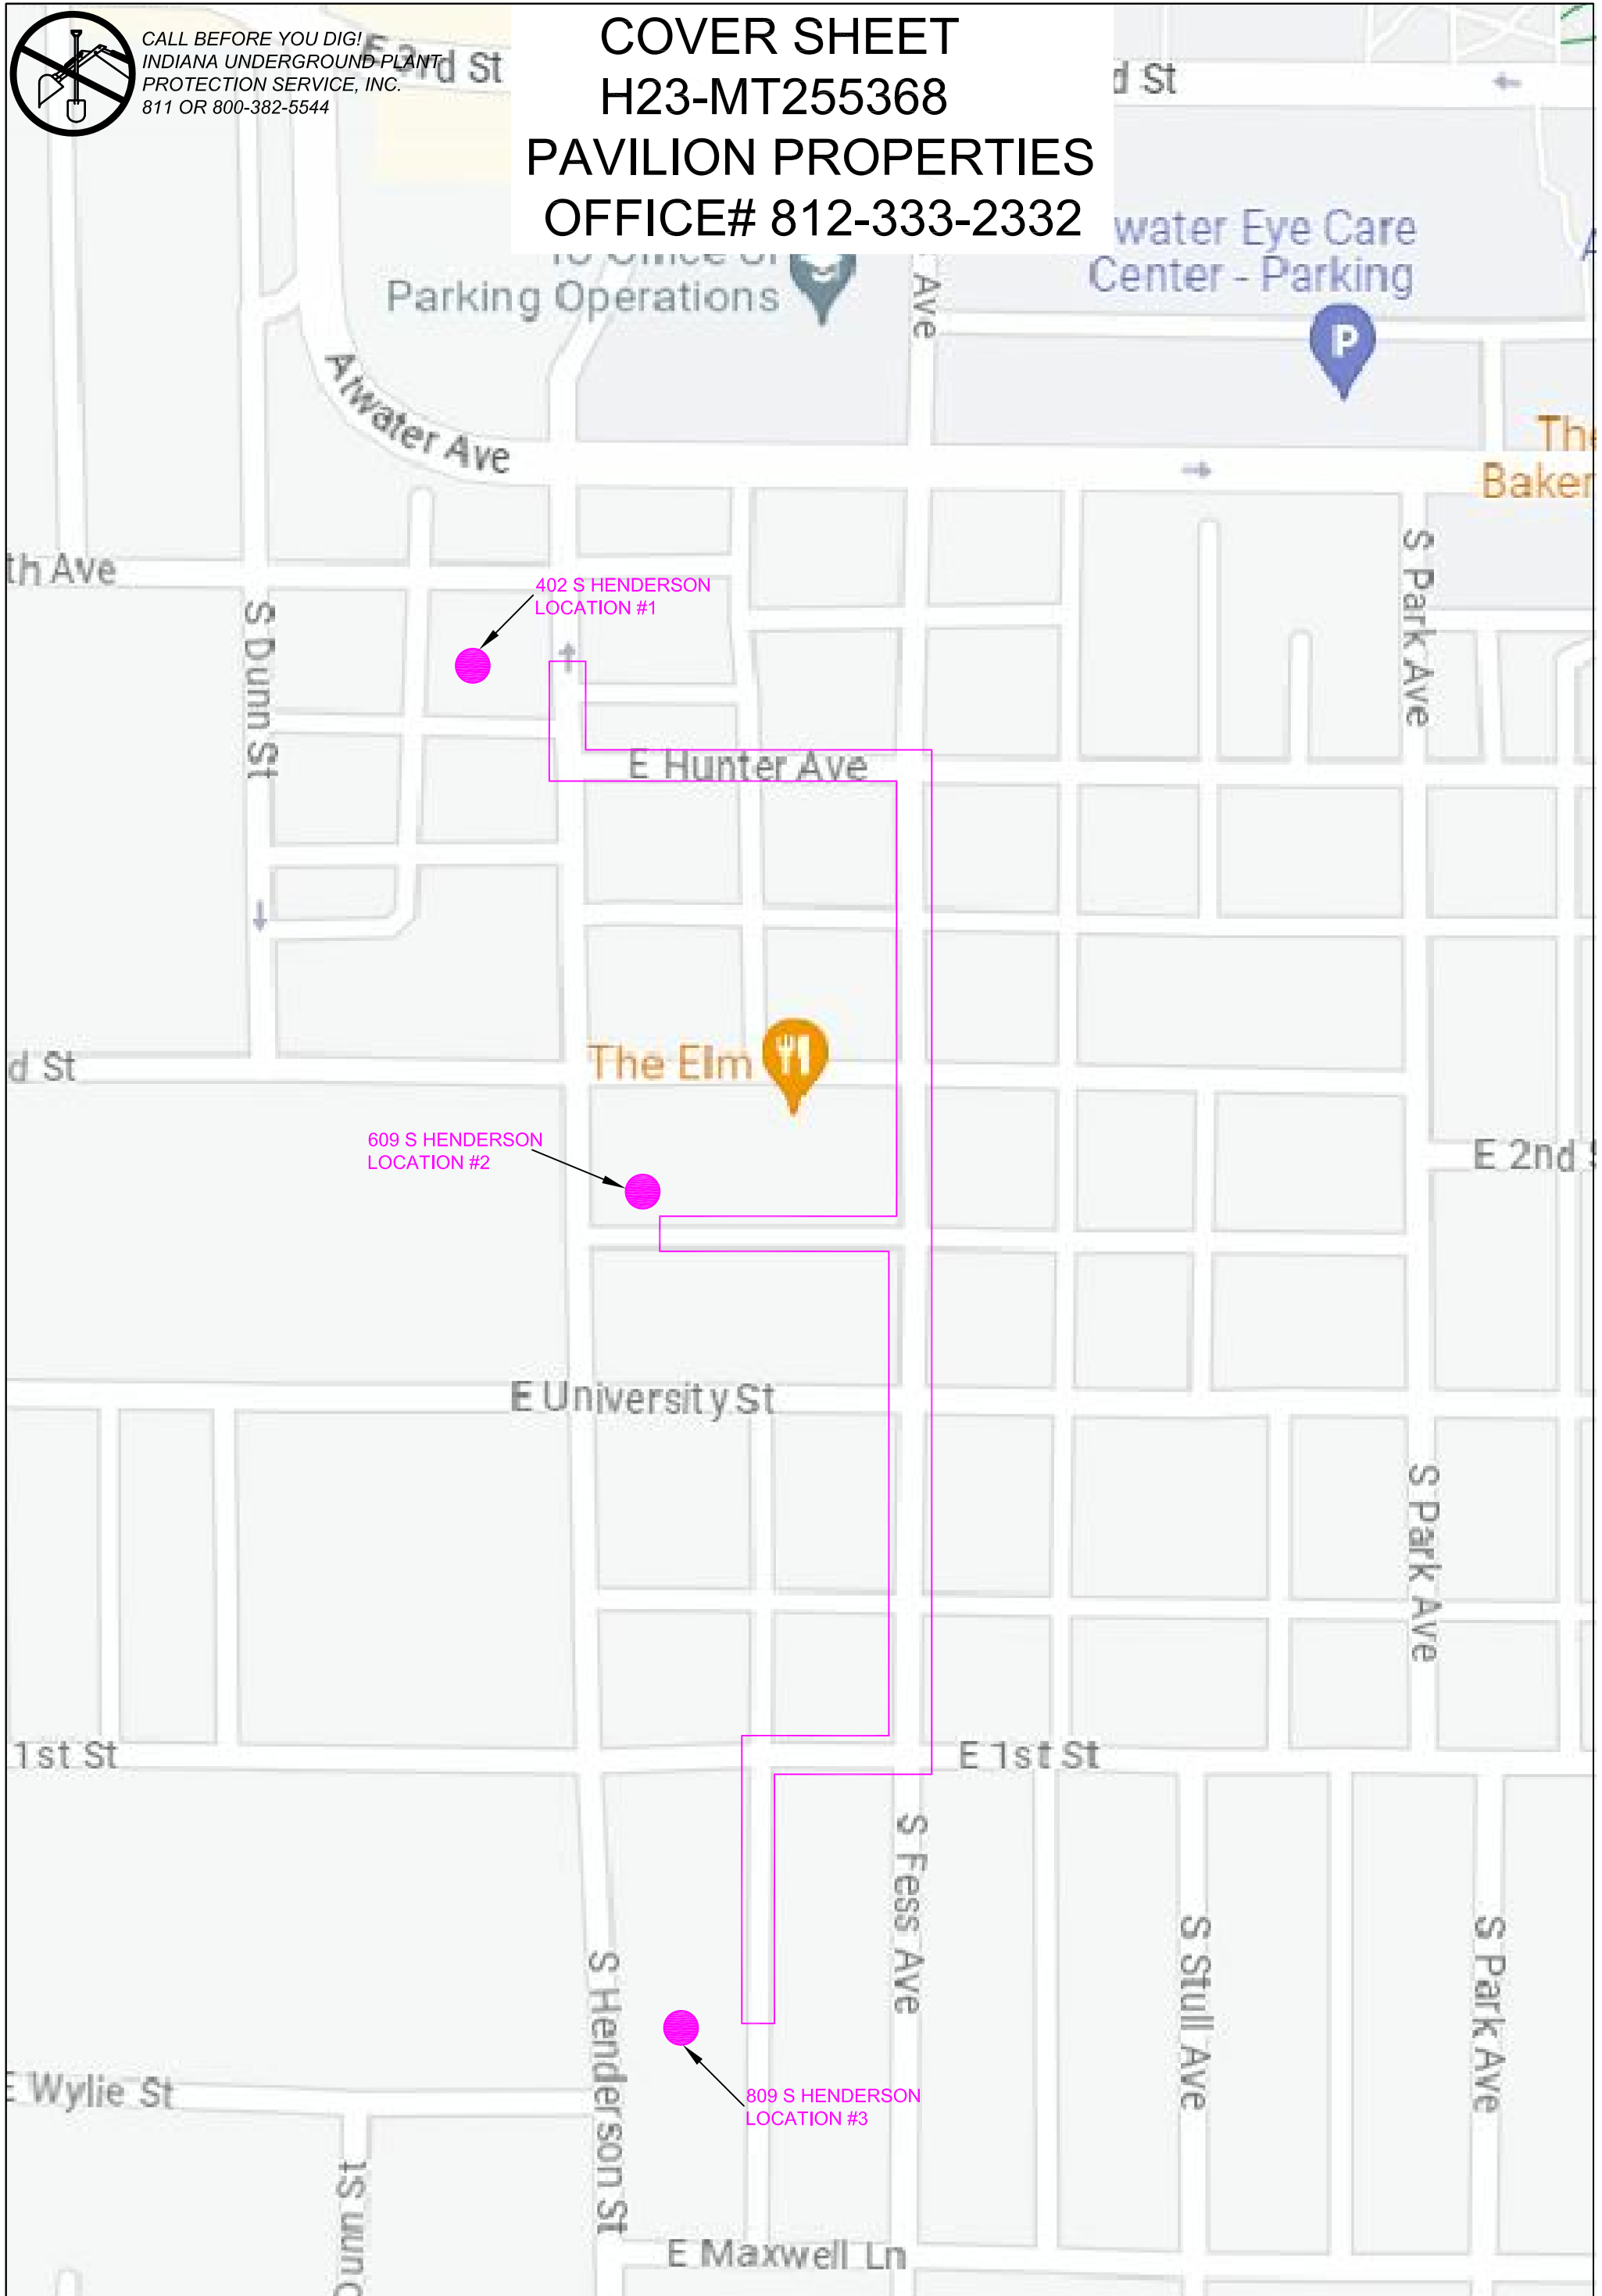 CALL BEFORE YOU DIG!
INDIANA UNDERGROUND PLANT
PROTECTION SERVICE, INC.
811 OR 800-382-5544
COVER SHEET
H23-MT255368
PAVILION PROPERTIES
OFFICE# 812-333-2332
E 3rd St
d St
Parking Operations
Ave
water Eye Care
Center - Parking
P
Atwater Ave
The
Baker
th Ave
402 S HENDERSON
LOCATION #1
S Dunn St
S Park Ave
E Hunter Ave
The Elm
d St
609 S HENDERSON
LOCATION #2
E 2nd
E University St
S Park Ave
1st St
E 1st St
S Fess Ave
S Henderson St
S Stull Ave
S Park Ave
E Wylie St
809 S HENDERSON
LOCATION #3
Dunn St
E Maxwell Ln